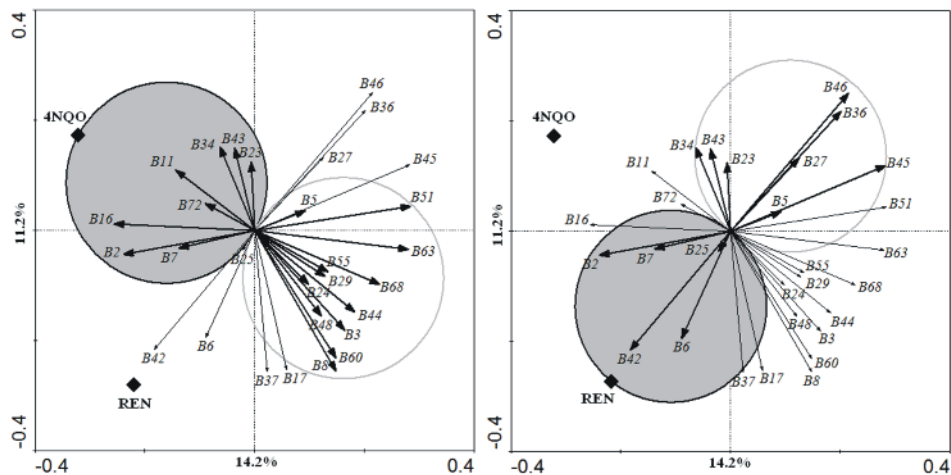 0.4
B46
B36
4NQO
B34
B43
B23
B11
B27
B45
B72
B5
B51
B16
B2
B7
B25
B63
B55
B29
B24
B68
B48
B44
B3
B42
B6
B60
B8
B37
B17
REN
11.2%
-0.4
-0.4
14.2%
0.4
0.4
B46
B36
4NQO
B34
B43
B23
B11
B27
B45
B72
B5
B51
B16
B2
B7
B25
B63
B55
B29
B24
B68
B48
B44
B3
B42
B6
B60
B8
B37
B17
REN
11.2%
-0.4
-0.4
14.2%
0.4